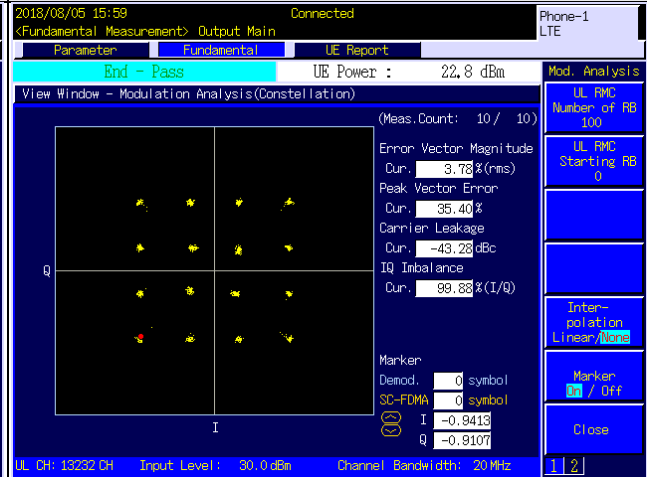 2018/08/05 15:59 Connected Phone-1
<Fundamental Measurement> Output Main LTE
Parameter Fundamental UE Report
End - Pass UE Power : 22.8 dBm Mod. Analysis
View Window - Modulation Analysis(Constellation)
UL RMC
Number of RB
100
(Meas.Count: 10/ 10)
UL RMC
Starting RB
0
Error Vector Magnitude
Cur. 3.78 %(rms)
Peak Vector Error
Cur. 35.40 %
Carrier Leakage
Cur. -43.28 dBc
IQ Imbalance
Cur. 99.88 %(I/Q)
Q
I
Inter-
polation
Linear/None
Marker
Demod. 0 symbol
SC-FDMA 0 symbol
I -0.9413
Q -0.9107
Marker
On / Off
Close
UL CH: 13232 CH Input Level: 30.0 dBm Channel Bandwidth: 20 MHz 1 2